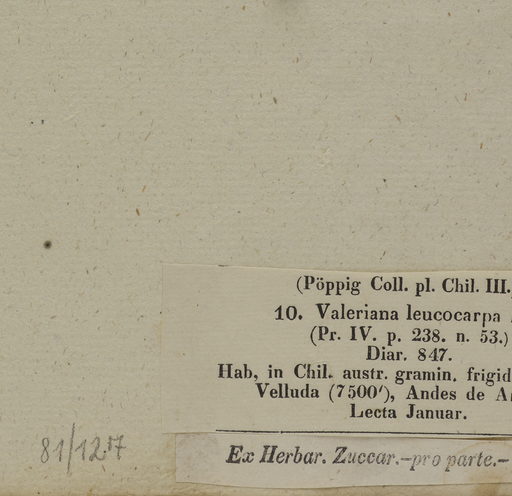 (Pöppig Coll. pl. Chil. III.
10. Valeriana leucocarpa
(Pr. IV. p. 238. n. 53.)
Diar. 847.
Hab, in Chil. austr. gramin. frigid
Velluda (7500'), Andes de
Lecta Januar.
Ex Herbar. Zuccar.-pro parte.-
81/1217